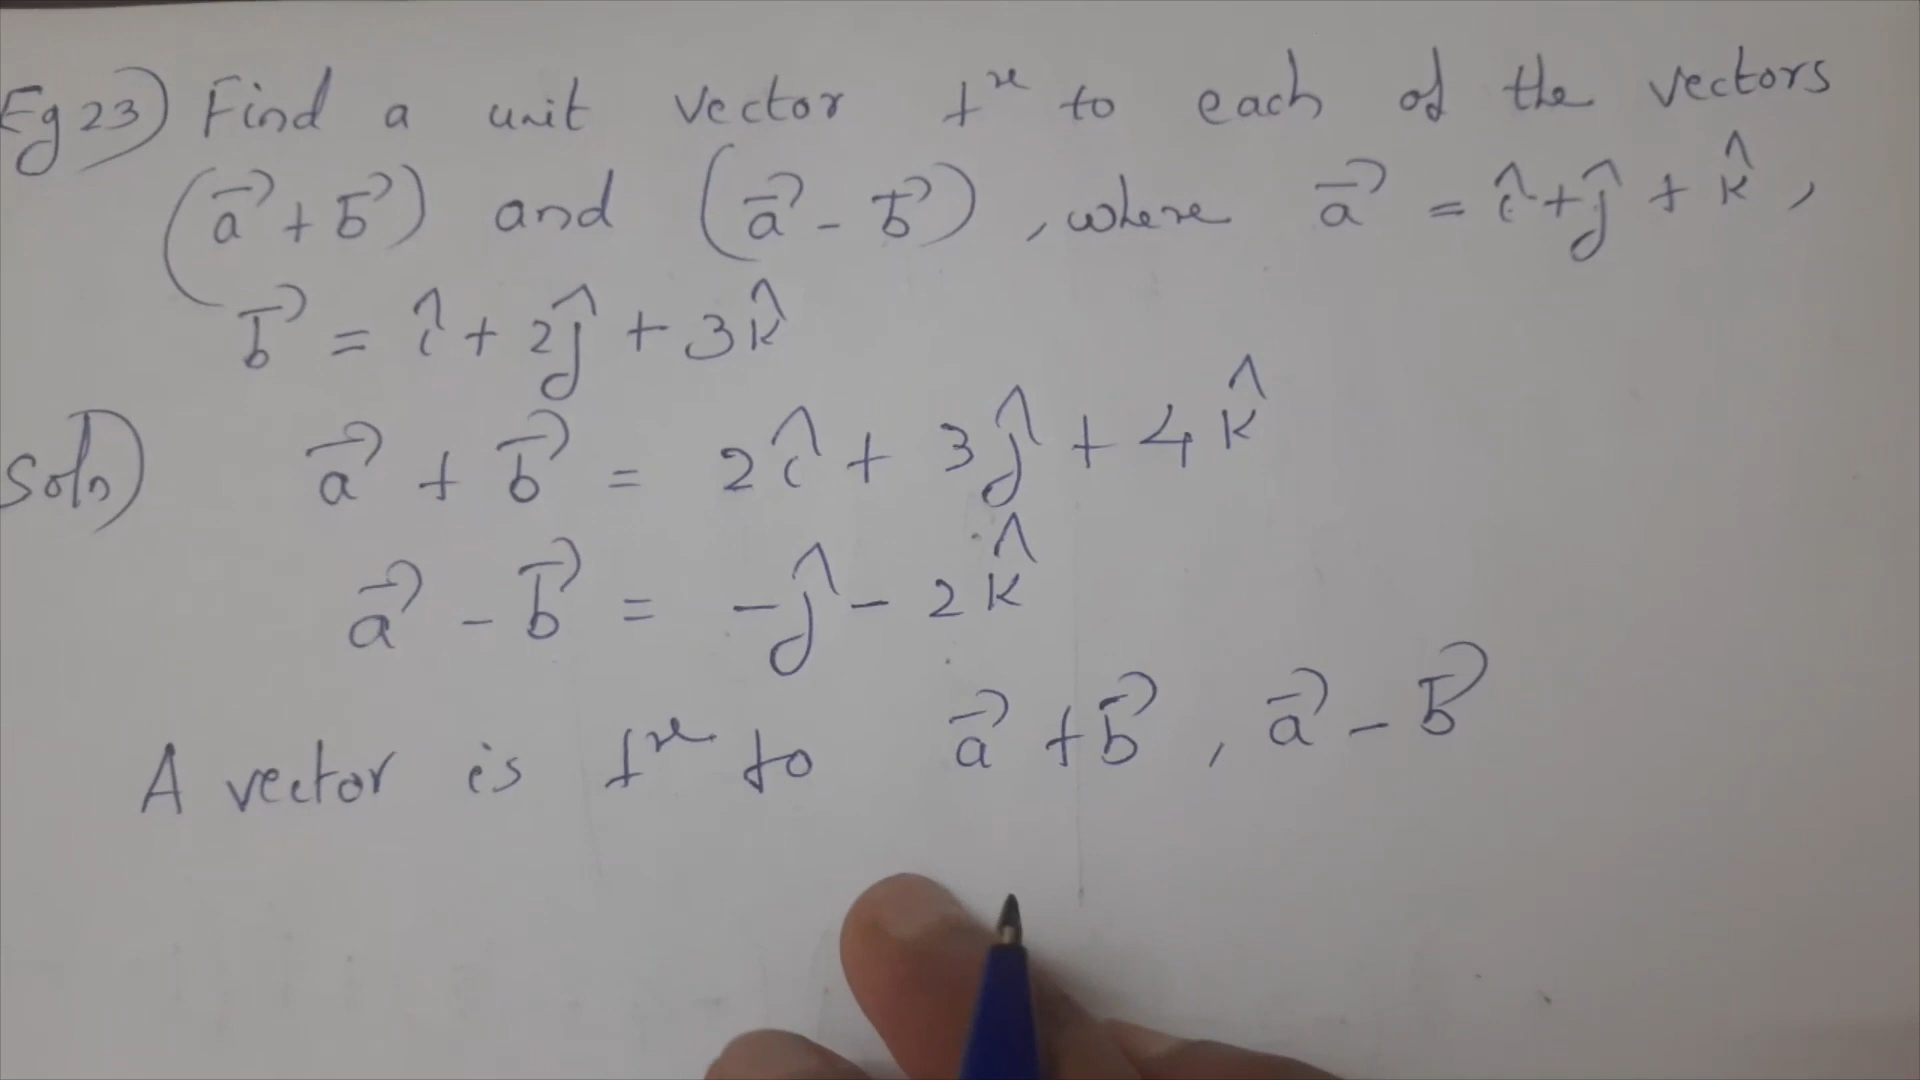 Eg 23) Find a unit vector ⊥ʳ to each of the vectors
(a⃗ + b⃗) and (a⃗ - b⃗), where a⃗ = î + ĵ + k̂,
b⃗ = î + 2ĵ + 3k̂
Soln) a⃗ + b⃗ = 2î + 3ĵ + 4k̂
a⃗ - b⃗ = -ĵ - 2k̂
A vector is ⊥ʳ to a⃗ + b⃗, a⃗ - b⃗